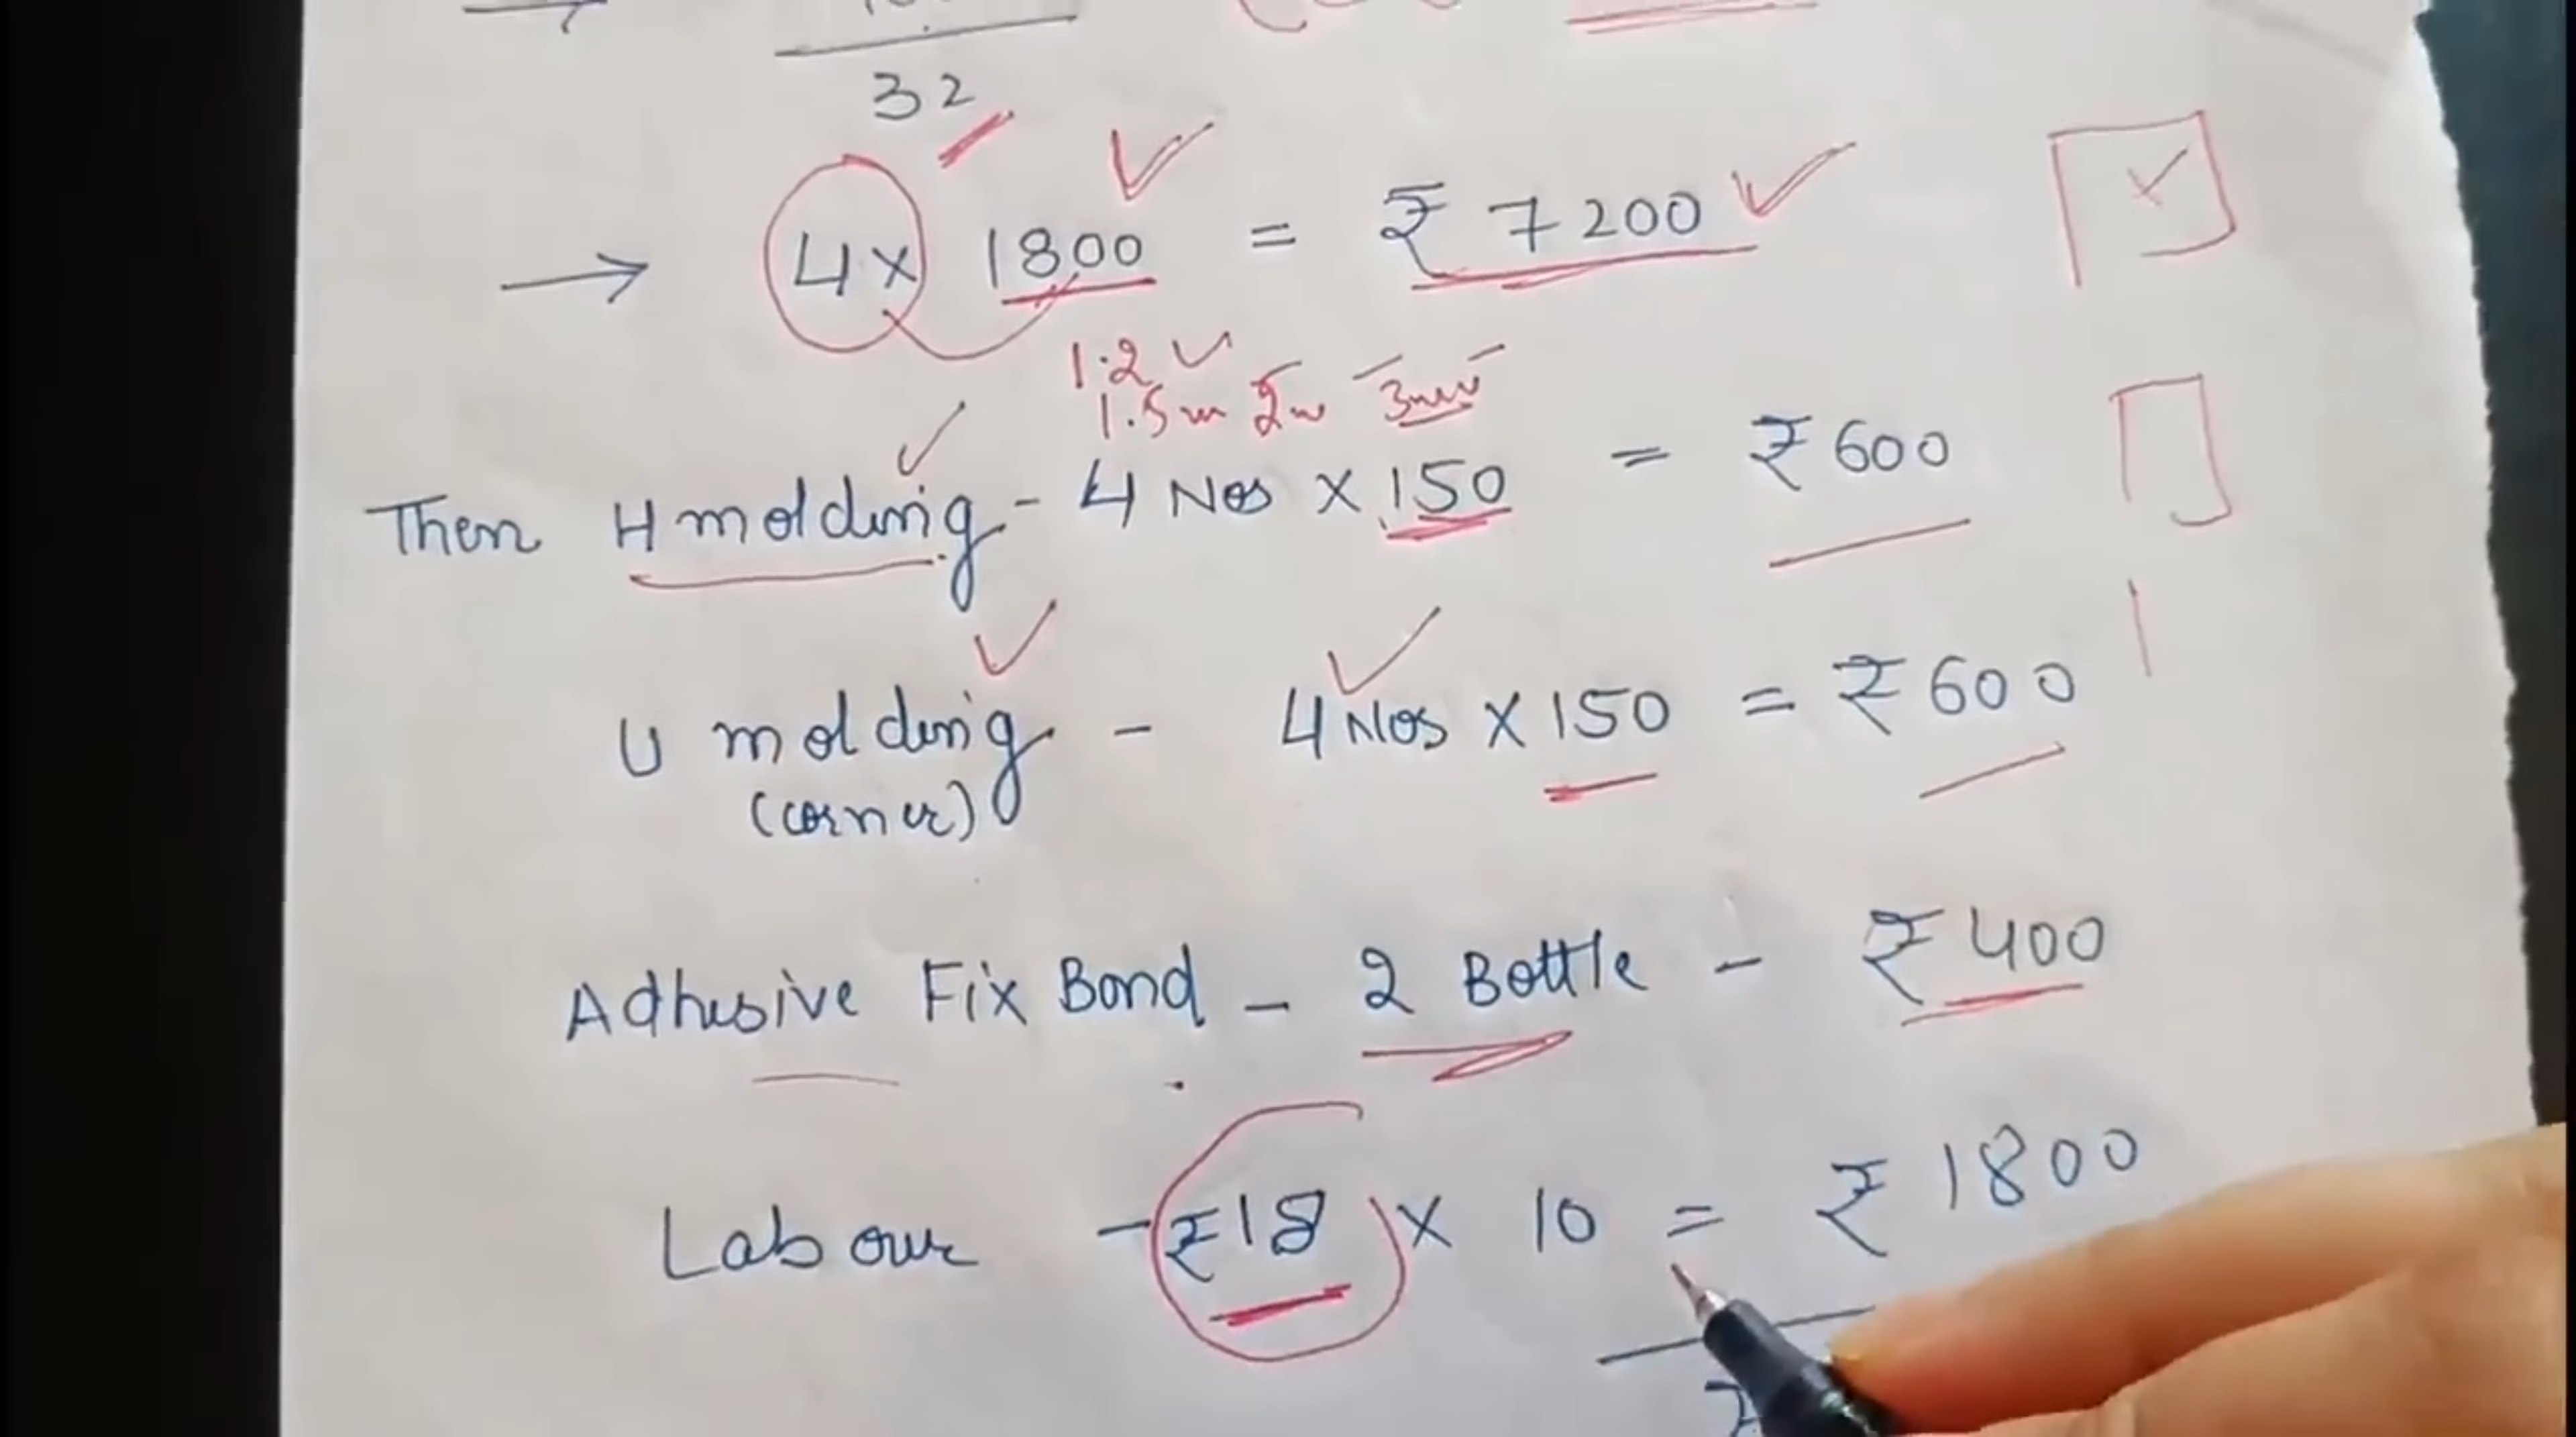 32
4x 1800 = ₹ 7200
1.2
1.5m 2m 3mm
Then H molding - 4 Nos x 150 = ₹ 600
U molding - 4 Nos x 150 = ₹ 600
(corner)
Adhesive Fix Bond - 2 Bottle - ₹ 400
Labour - ₹18 x 10 = ₹ 1800